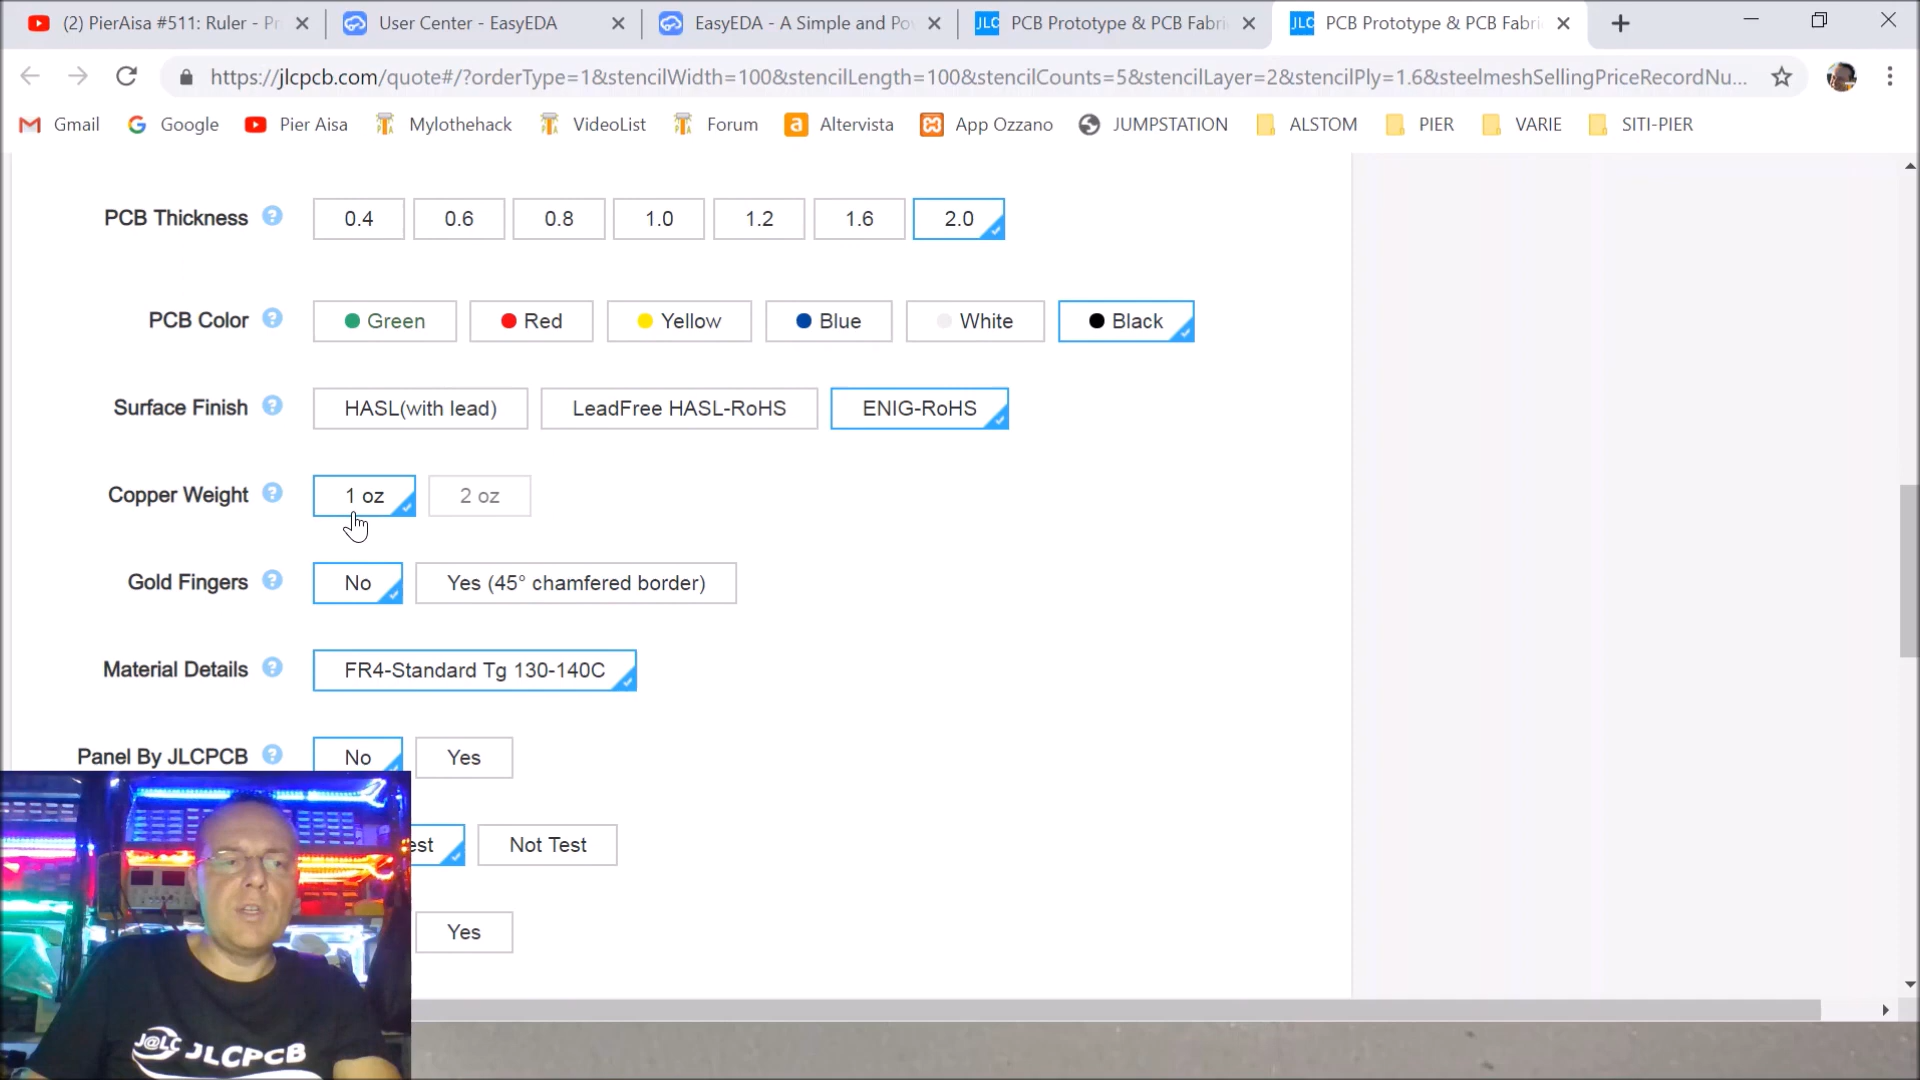 (2) PierAisa #511: Ruler - Pr
User Center - EasyEDA
EasyEDA - A Simple and Po
JLC PCB Prototype & PCB Fabri
JLC PCB Prototype & PCB Fabri
https://jlcpcb.com/quote#/?orderType=1&stencilWidth=100&stencilLength=100&stencilCounts=5&stencilLayer=2&stencilPly=1.6&steelmeshSellingPriceRecordNu...
Gmail Google Pier Aisa Mylothehack VideoList Forum a Altervista App Ozzano JUMPSTATION ALSTOM PIER VARIE SITI-PIER
PCB Thickness ? 0.4 0.6 0.8 1.0 1.2 1.6 2.0
PCB Color ? Green Red Yellow Blue White Black
Surface Finish ? HASL(with lead) LeadFree HASL-RoHS ENIG-RoHS
Copper Weight ? 1 oz 2 oz
Gold Fingers ? No Yes (45° chamfered border)
Material Details ? FR4-Standard Tg 130-140C
Panel By JLCPCB ? No Yes
est Not Test
Yes
J@LC JLCPCB